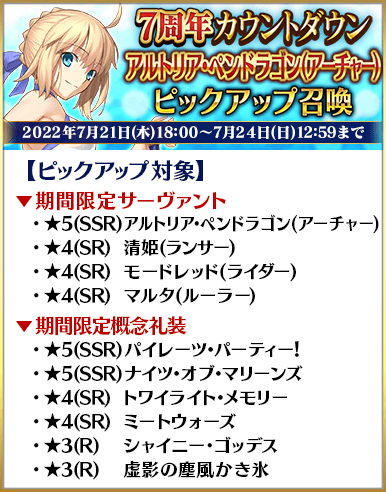 7周年カウントダウン
アルトリア・ペンドラゴン(アーチャー)
ピックアップ召喚
2022年7月21日(木)18:00～7月24日(日)12:59まで
【ピックアップ対象】
▼期間限定サーヴァント
・★5(SSR)アルトリア・ペンドラゴン(アーチャー)
・★4(SR) 清姫(ランサー)
・★4(SR) モードレッド(ライダー)
・★4(SR) マルタ(ルーラー)
▼期間限定概念礼装
・★5(SSR)パイレーツ・パーティー!
・★5(SSR)ナイツ・オブ・マリーンズ
・★4(SR) トワイライト・メモリー
・★4(SR) ミートウォーズ
・★3(R) シャイニー・ゴッデス
・★3(R) 虚影の塵風かき氷